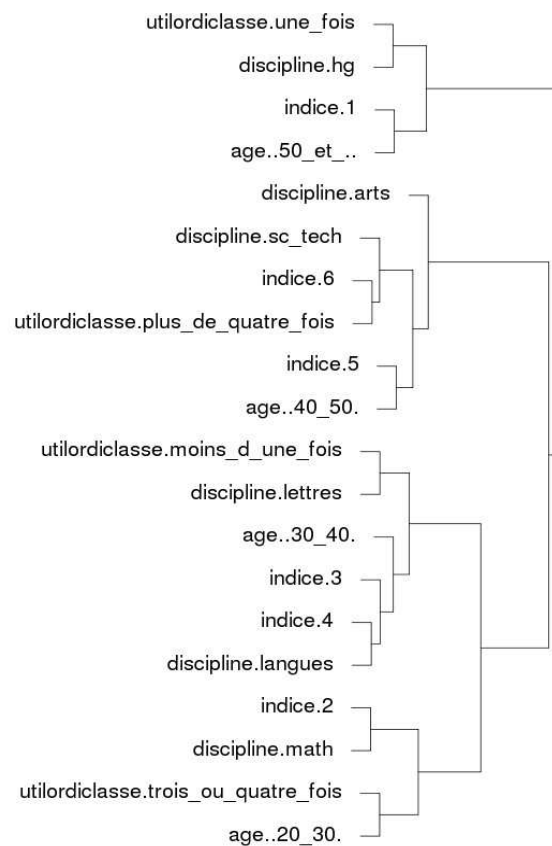 utilordiclasse.une_fois
discipline.hg
indice.1
age..50_et_..
discipline.arts
discipline.sc_tech
indice.6
utilordiclasse.plus_de_quatre_fois
indice.5
age..40_50.
utilordiclasse.moins_d_une_fois
discipline.lettres
age..30_40.
indice.3
indice.4
discipline.langues
indice.2
discipline.math
utilordiclasse.trois_ou_quatre_fois
age..20_30.